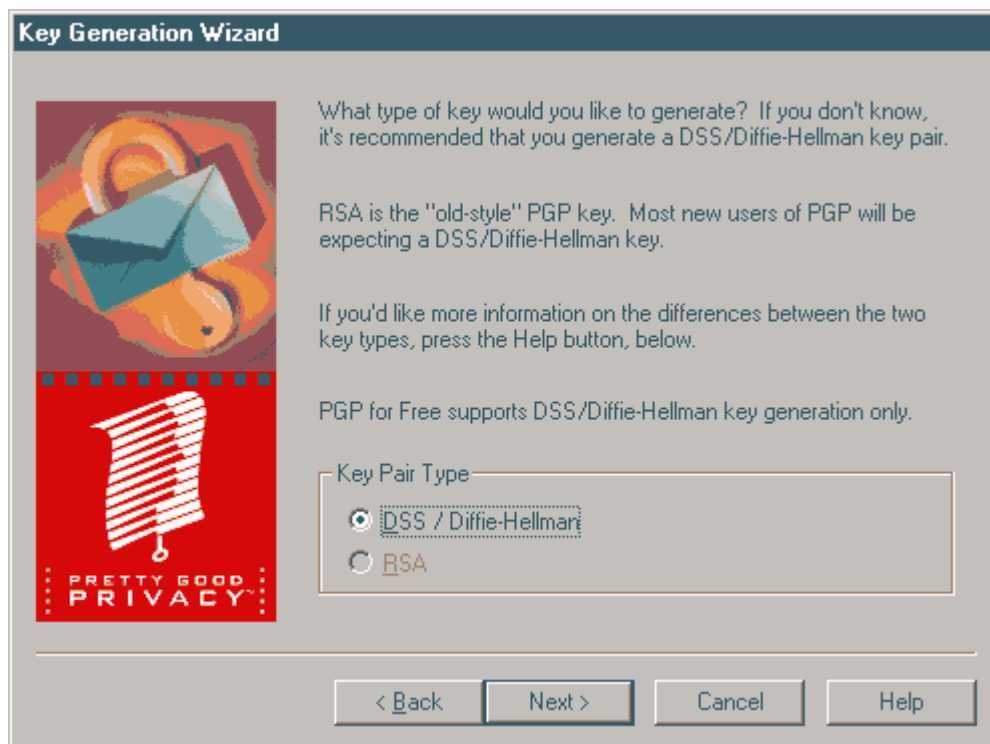 Key Generation Wizard
What type of key would you like to generate?  If you don't know,
it's recommended that you generate a DSS/Diffie-Hellman key pair.
RSA is the "old-style" PGP key.  Most new users of PGP will be
expecting a DSS/Diffie-Hellman key.
If you'd like more information on the differences between the two
key types, press the Help button, below.
PGP for Free supports DSS/Diffie-Hellman key generation only.
Key Pair Type
DSS / Diffie-Hellman
RSA
PRETTY GOOD
PRIVACY™
< Back
Next >
Cancel
Help